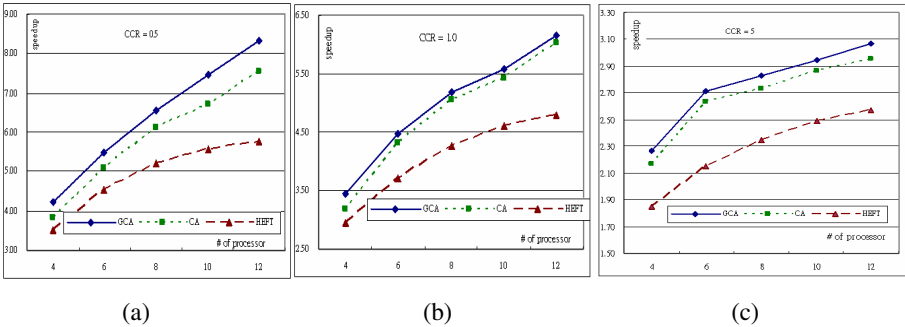 9.00
8.00
7.00
6.00
5.00
4.00
3.00
speedup
CCR = 0.5
GCA
CA
HEFT
# of processor
4 6 8 10 12
(a)
6.50
5.50
4.50
3.50
2.50
speedup
CCR = 1.0
GCA
CA
HEFT
# of processor
4 6 8 10 12
(b)
3.10
2.90
2.70
2.50
2.30
2.10
1.90
1.70
1.50
speedup
CCR = 5
GCA
CA
HEFT
# of processor
4 6 8 10 12
(c)